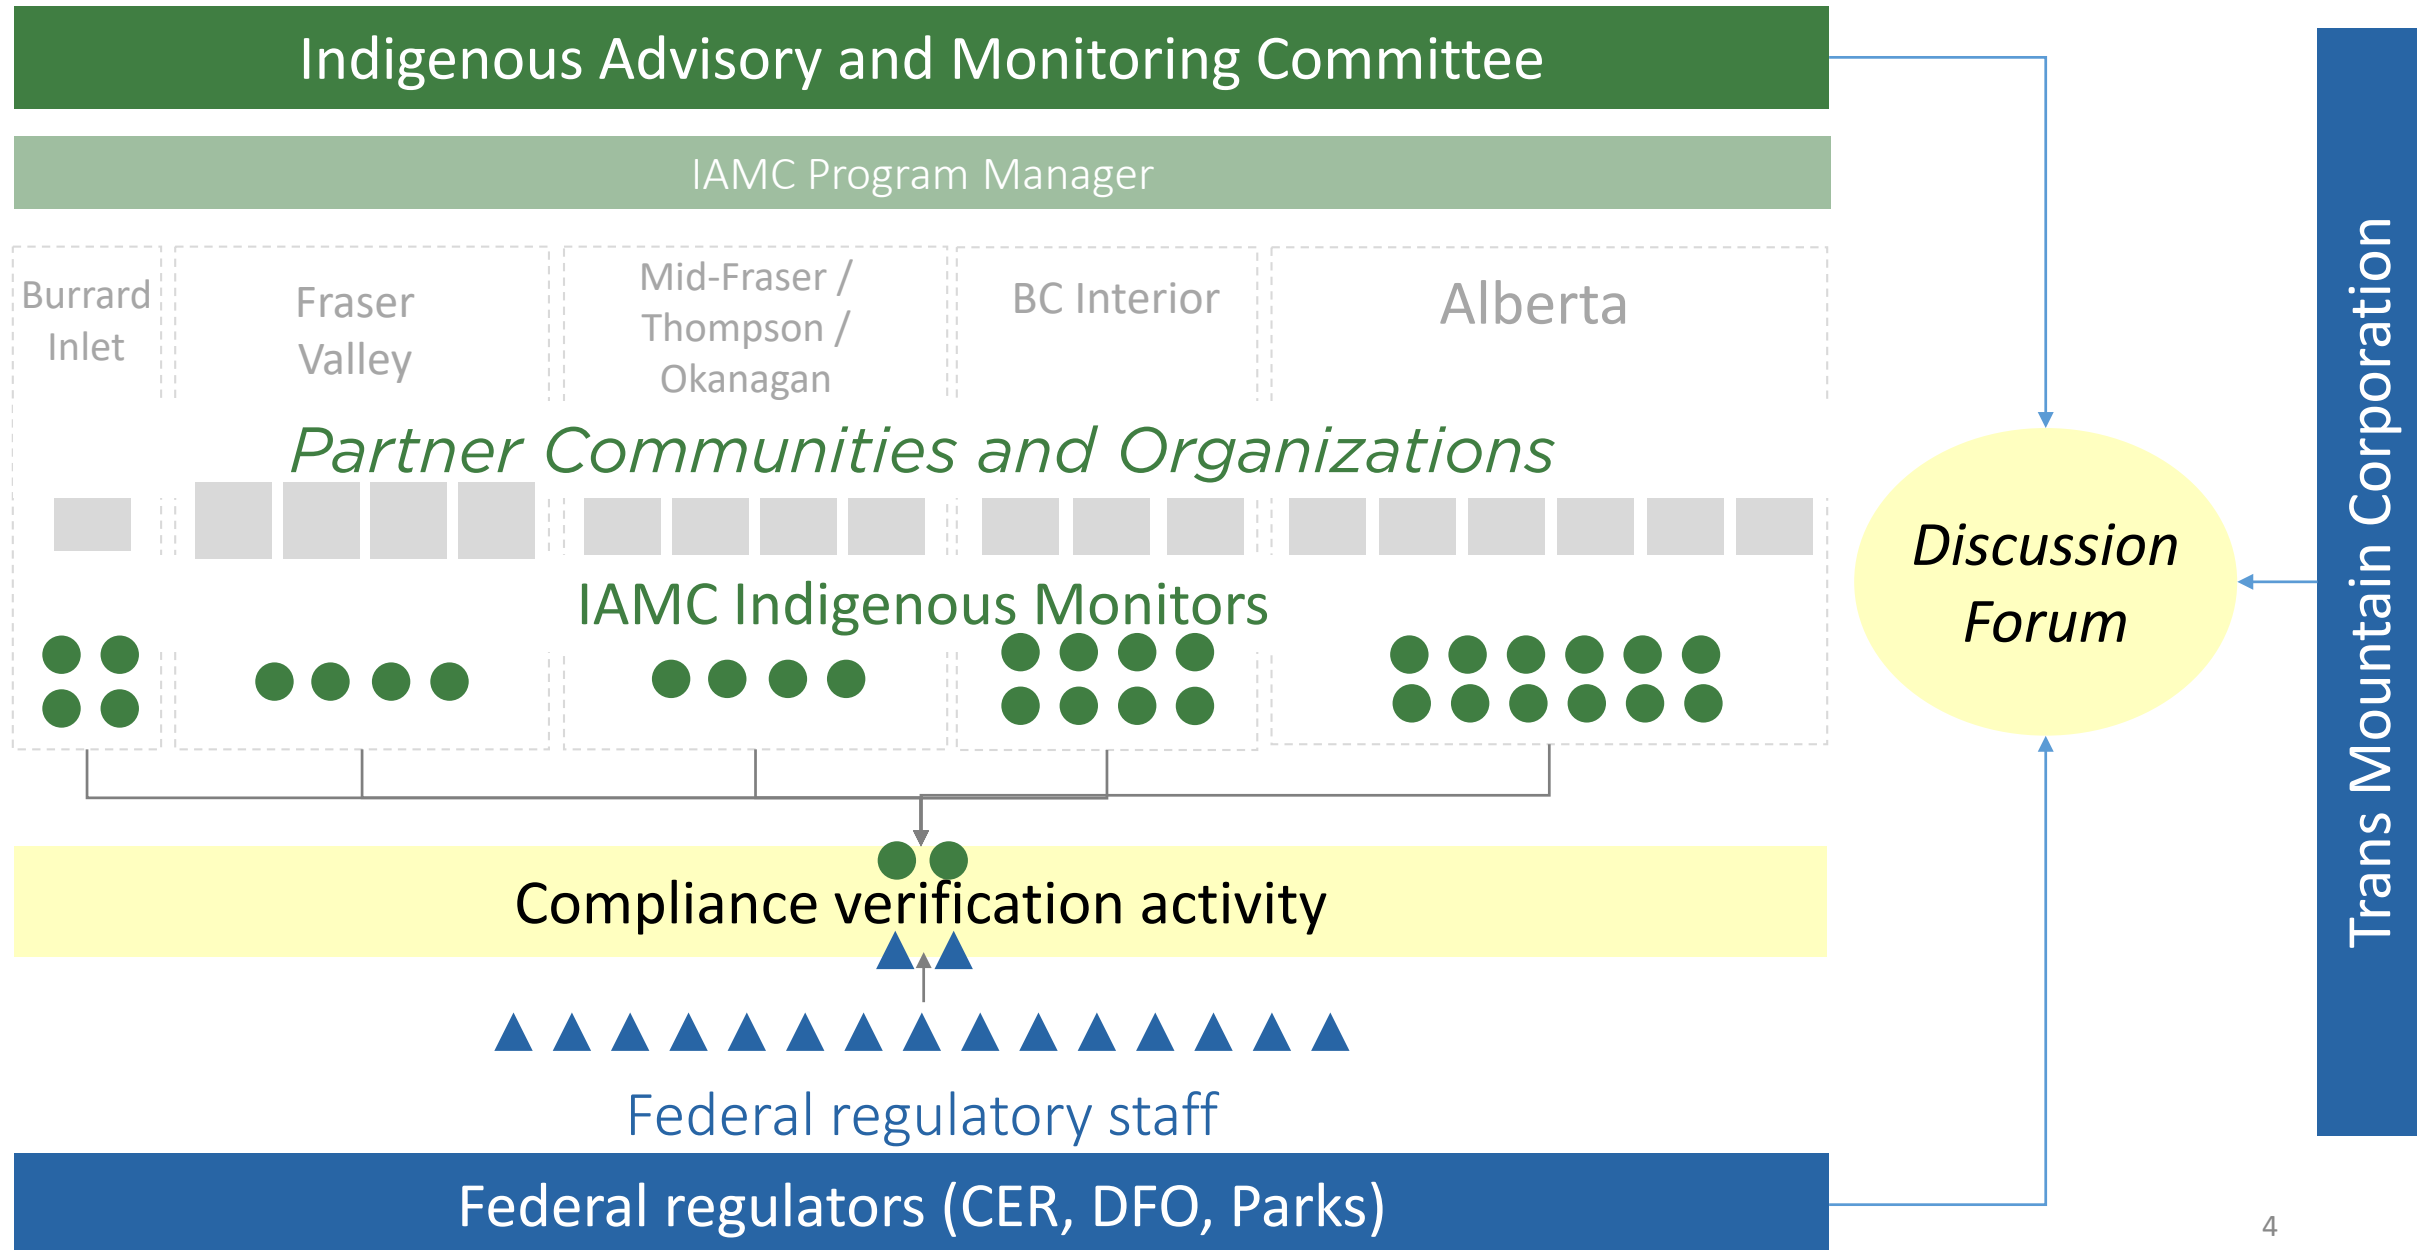 Indigenous Advisory and Monitoring Committee
IAMC Program Manager
Burrard
Inlet
Fraser
Valley
Mid-Fraser /
Thompson /
Okanagan
BC Interior
Alberta
Partner Communities and Organizations
IAMC Indigenous Monitors
Compliance verification activity
Federal regulatory staff
Federal regulators (CER, DFO, Parks)
Discussion
Forum
Trans Mountain Corporation
4